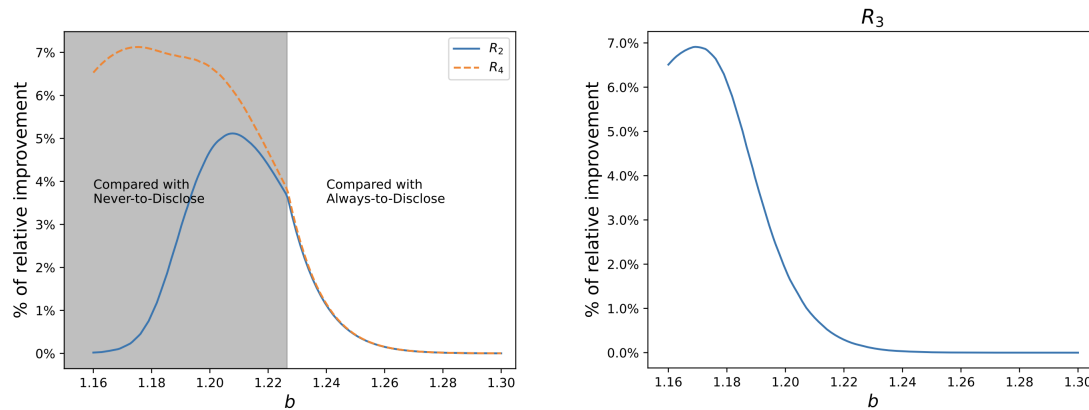 % of relative improvement
7%
6%
5%
4%
3%
2%
1%
0%
R2
R4
Compared with
Never-to-Disclose
Compared with
Always-to-Disclose
1.16 1.18 1.20 1.22 1.24 1.26 1.28 1.30
b
R3
% of relative improvement
7.0%
6.0%
5.0%
4.0%
3.0%
2.0%
1.0%
0.0%
1.16 1.18 1.20 1.22 1.24 1.26 1.28 1.30
b